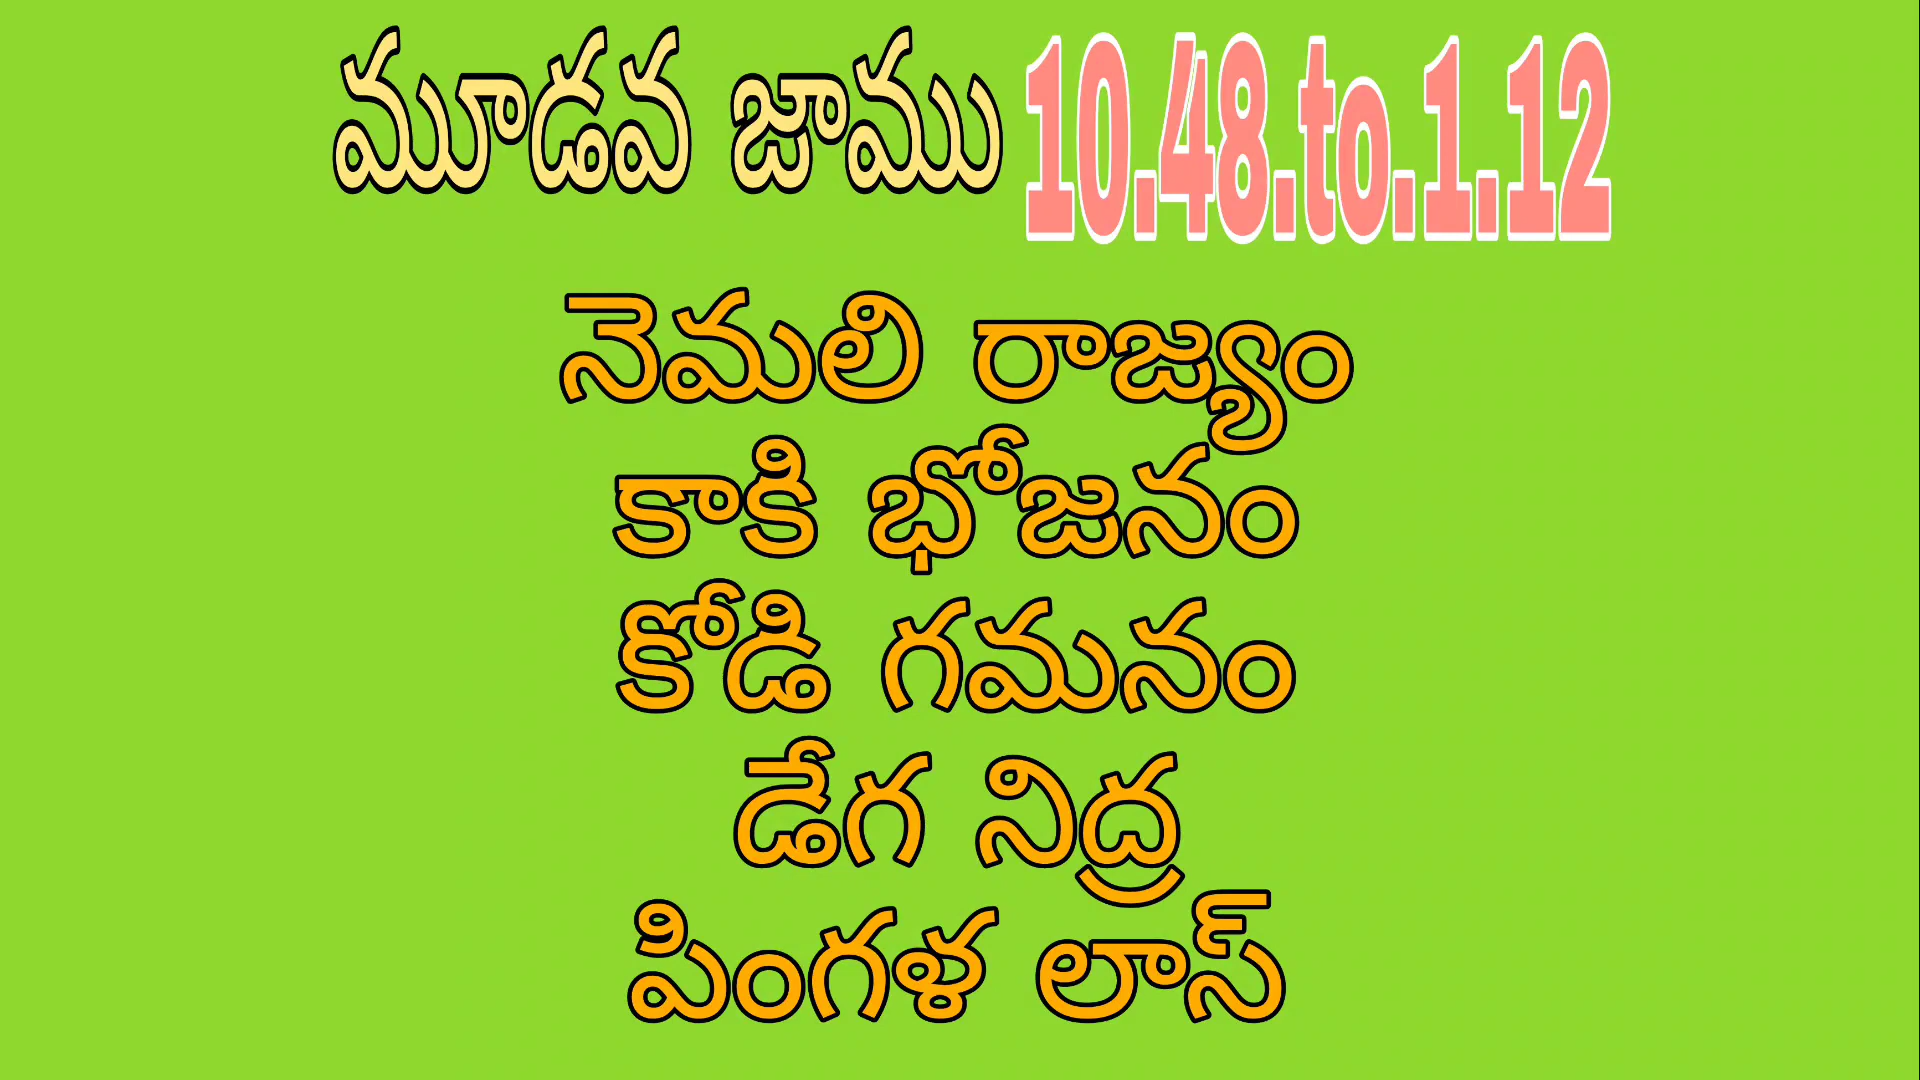 మూడవ జాము 10.48.to.1.12
నెమలి రాజ్యం
కాకి భోజనం
కోడి గమనం
డేగ నిద్ర
పింగళ లాస్